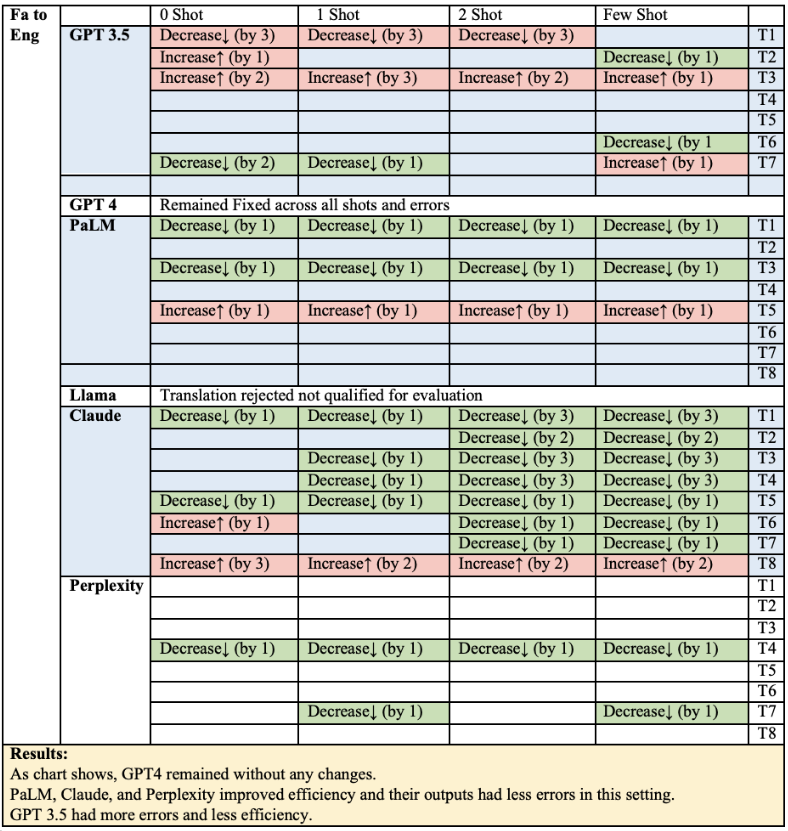 Fa to 0 Shot 1 Shot 2 Shot Few Shot
Eng GPT 3.5 Decrease↓ (by 3) Decrease↓ (by 3) Decrease↓ (by 3) T1
Increase↑ (by 1) Decrease↓ (by 1) T2
Increase↑ (by 2) Increase↑ (by 3) Increase↑ (by 2) Increase↑ (by 1) T3
T4
T5
Decrease↓ (by 1 T6
Decrease↓ (by 2) Decrease↓ (by 1) Increase↑ (by 1) T7
GPT 4 Remained Fixed across all shots and errors
PaLM Decrease↓ (by 1) Decrease↓ (by 1) Decrease↓ (by 1) Decrease↓ (by 1) T1
T2
Decrease↓ (by 1) Decrease↓ (by 1) Decrease↓ (by 1) Decrease↓ (by 1) T3
T4
Increase↑ (by 1) Increase↑ (by 1) Increase↑ (by 1) Increase↑ (by 1) T5
T6
T7
T8
Llama Translation rejected not qualified for evaluation
Claude Decrease↓ (by 1) Decrease↓ (by 1) Decrease↓ (by 3) Decrease↓ (by 3) T1
Decrease↓ (by 2) Decrease↓ (by 2) T2
Decrease↓ (by 1) Decrease↓ (by 3) Decrease↓ (by 3) T3
Decrease↓ (by 1) Decrease↓ (by 3) Decrease↓ (by 3) T4
Decrease↓ (by 1) Decrease↓ (by 1) Decrease↓ (by 1) Decrease↓ (by 1) T5
Increase↑ (by 1) Decrease↓ (by 1) Decrease↓ (by 1) T6
Decrease↓ (by 1) Decrease↓ (by 1) T7
Increase↑ (by 3) Increase↑ (by 2) Increase↑ (by 2) Increase↑ (by 2) T8
Perplexity T1
T2
T3
Decrease↓ (by 1) Decrease↓ (by 1) Decrease↓ (by 1) Decrease↓ (by 1) T4
T5
T6
Decrease↓ (by 1) Decrease↓ (by 1) T7
T8
Results:
As chart shows, GPT4 remained without any changes.
PaLM, Claude, and Perplexity improved efficiency and their outputs had less errors in this setting.
GPT 3.5 had more errors and less efficiency.